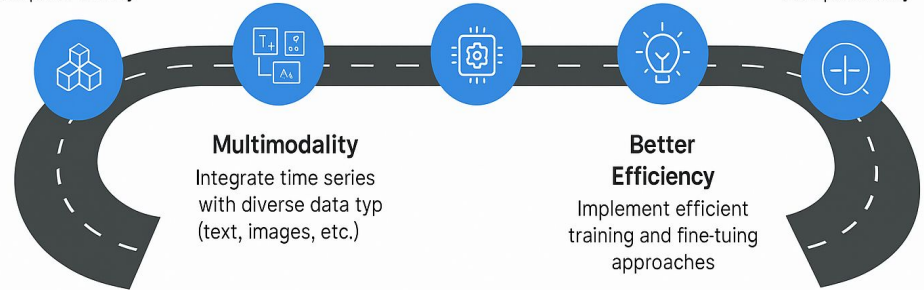 Multimodality
Integrate time series
with diverse data typ
(text, images, etc.)
Better
Efficiency
Implement efficient
training and fine-tuing
approaches